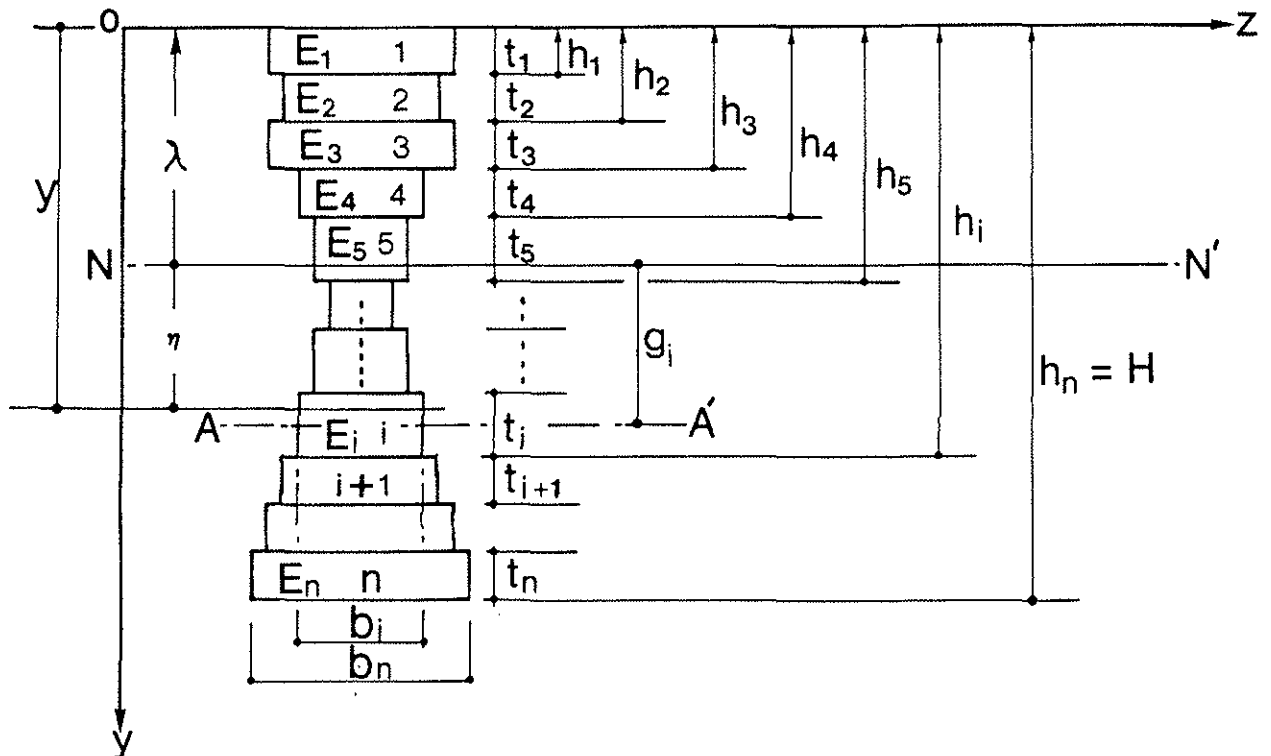 O z
E₁ 1 t₁ h₁
E₂ 2 t₂ h₂
E₃ 3 t₃ h₃
λ
E₄ 4 t₄ h₄
y
E₅ 5 t₅ h₅
hᵢ
N N′
η
gᵢ
hₙ = H
A Eᵢ i tᵢ A′
i+1 tᵢ₊₁
Eₙ n tₙ
bᵢ
bₙ
y